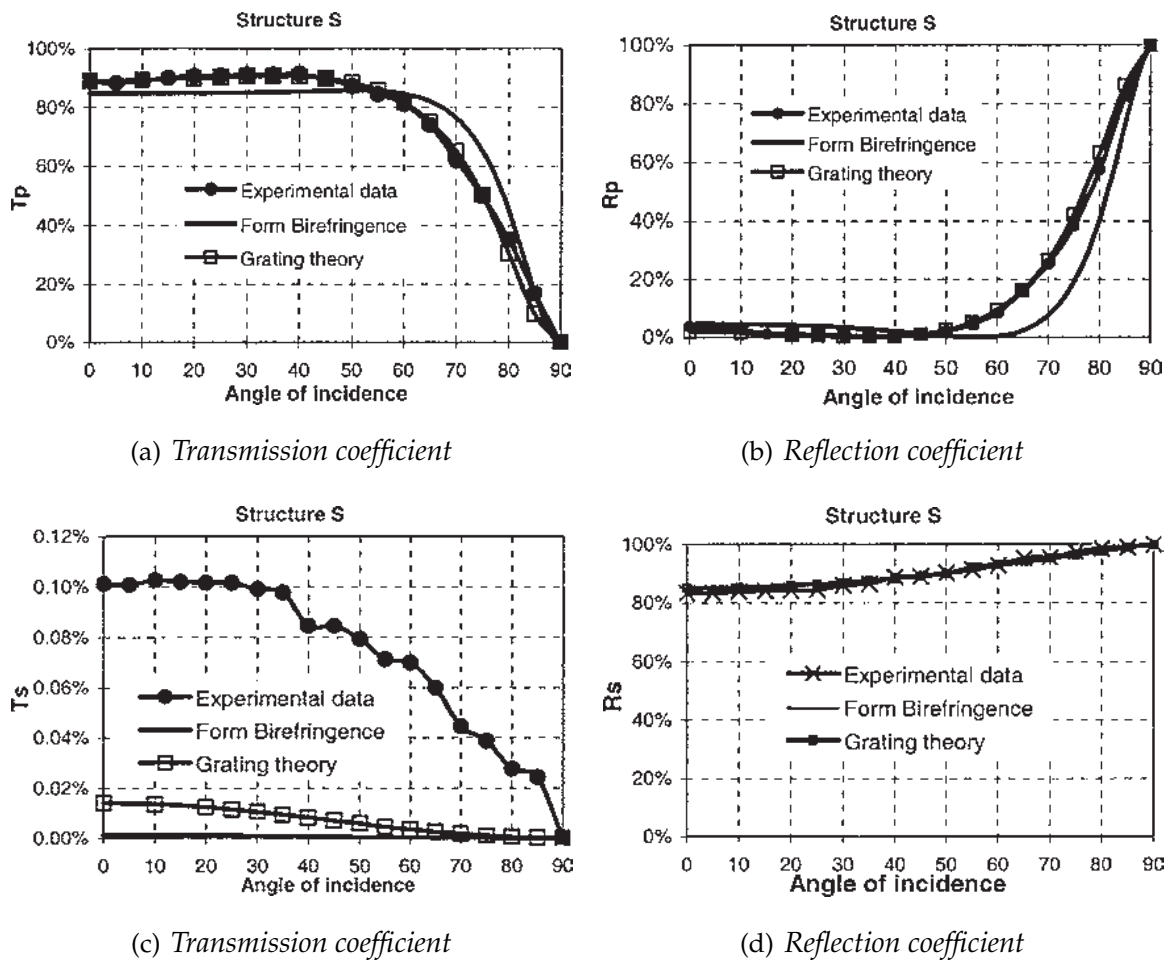 Structure S
100%
80%
60%
40%
20%
0%
Tp
Experimental data
Form Birefringence
Grating theory
0 10 20 30 40 50 60 70 80 90
Angle of incidence
(a) Transmission coefficient
Structure S
100%
80%
60%
40%
20%
0%
Rp
Experimental data
Form Birefringence
Grating theory
0 10 20 30 40 50 60 70 80 90
Angle of incidence
(b) Reflection coefficient
Structure S
0.12%
0.10%
0.08%
0.06%
0.04%
0.02%
0.00%
Ts
Experimental data
Form Birefringence
Grating theory
0 10 20 30 40 50 60 70 80 90
Angle of incidence
(c) Transmission coefficient
Structure S
100%
80%
60%
40%
20%
0%
Rs
Experimental data
Form Birefringence
Grating theory
0 10 20 30 40 50 60 70 80 90
Angle of incidence
(d) Reflection coefficient